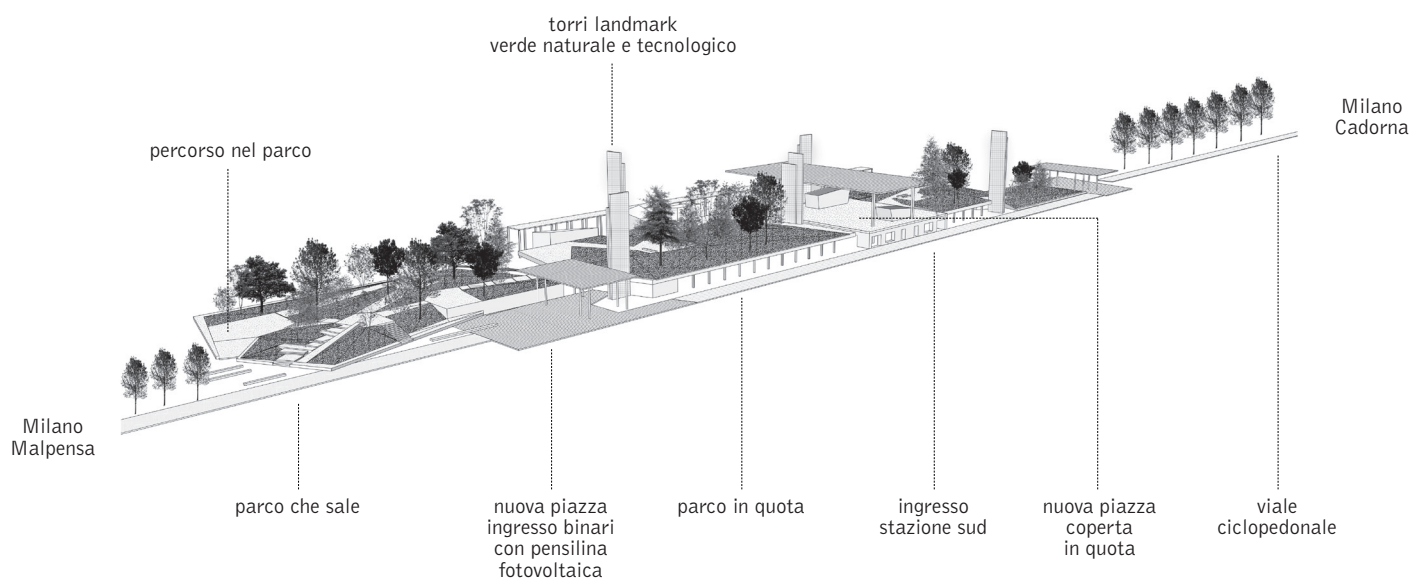 torri landmark
verde naturale e tecnologico
Milano
Cadorna
percorso nel parco
Milano
Malpensa
parco che sale
nuova piazza
ingresso binari
con pensilina
fotovoltaica
parco in quota
ingresso
stazione sud
nuova piazza
coperta
in quota
viale
ciclopedonale